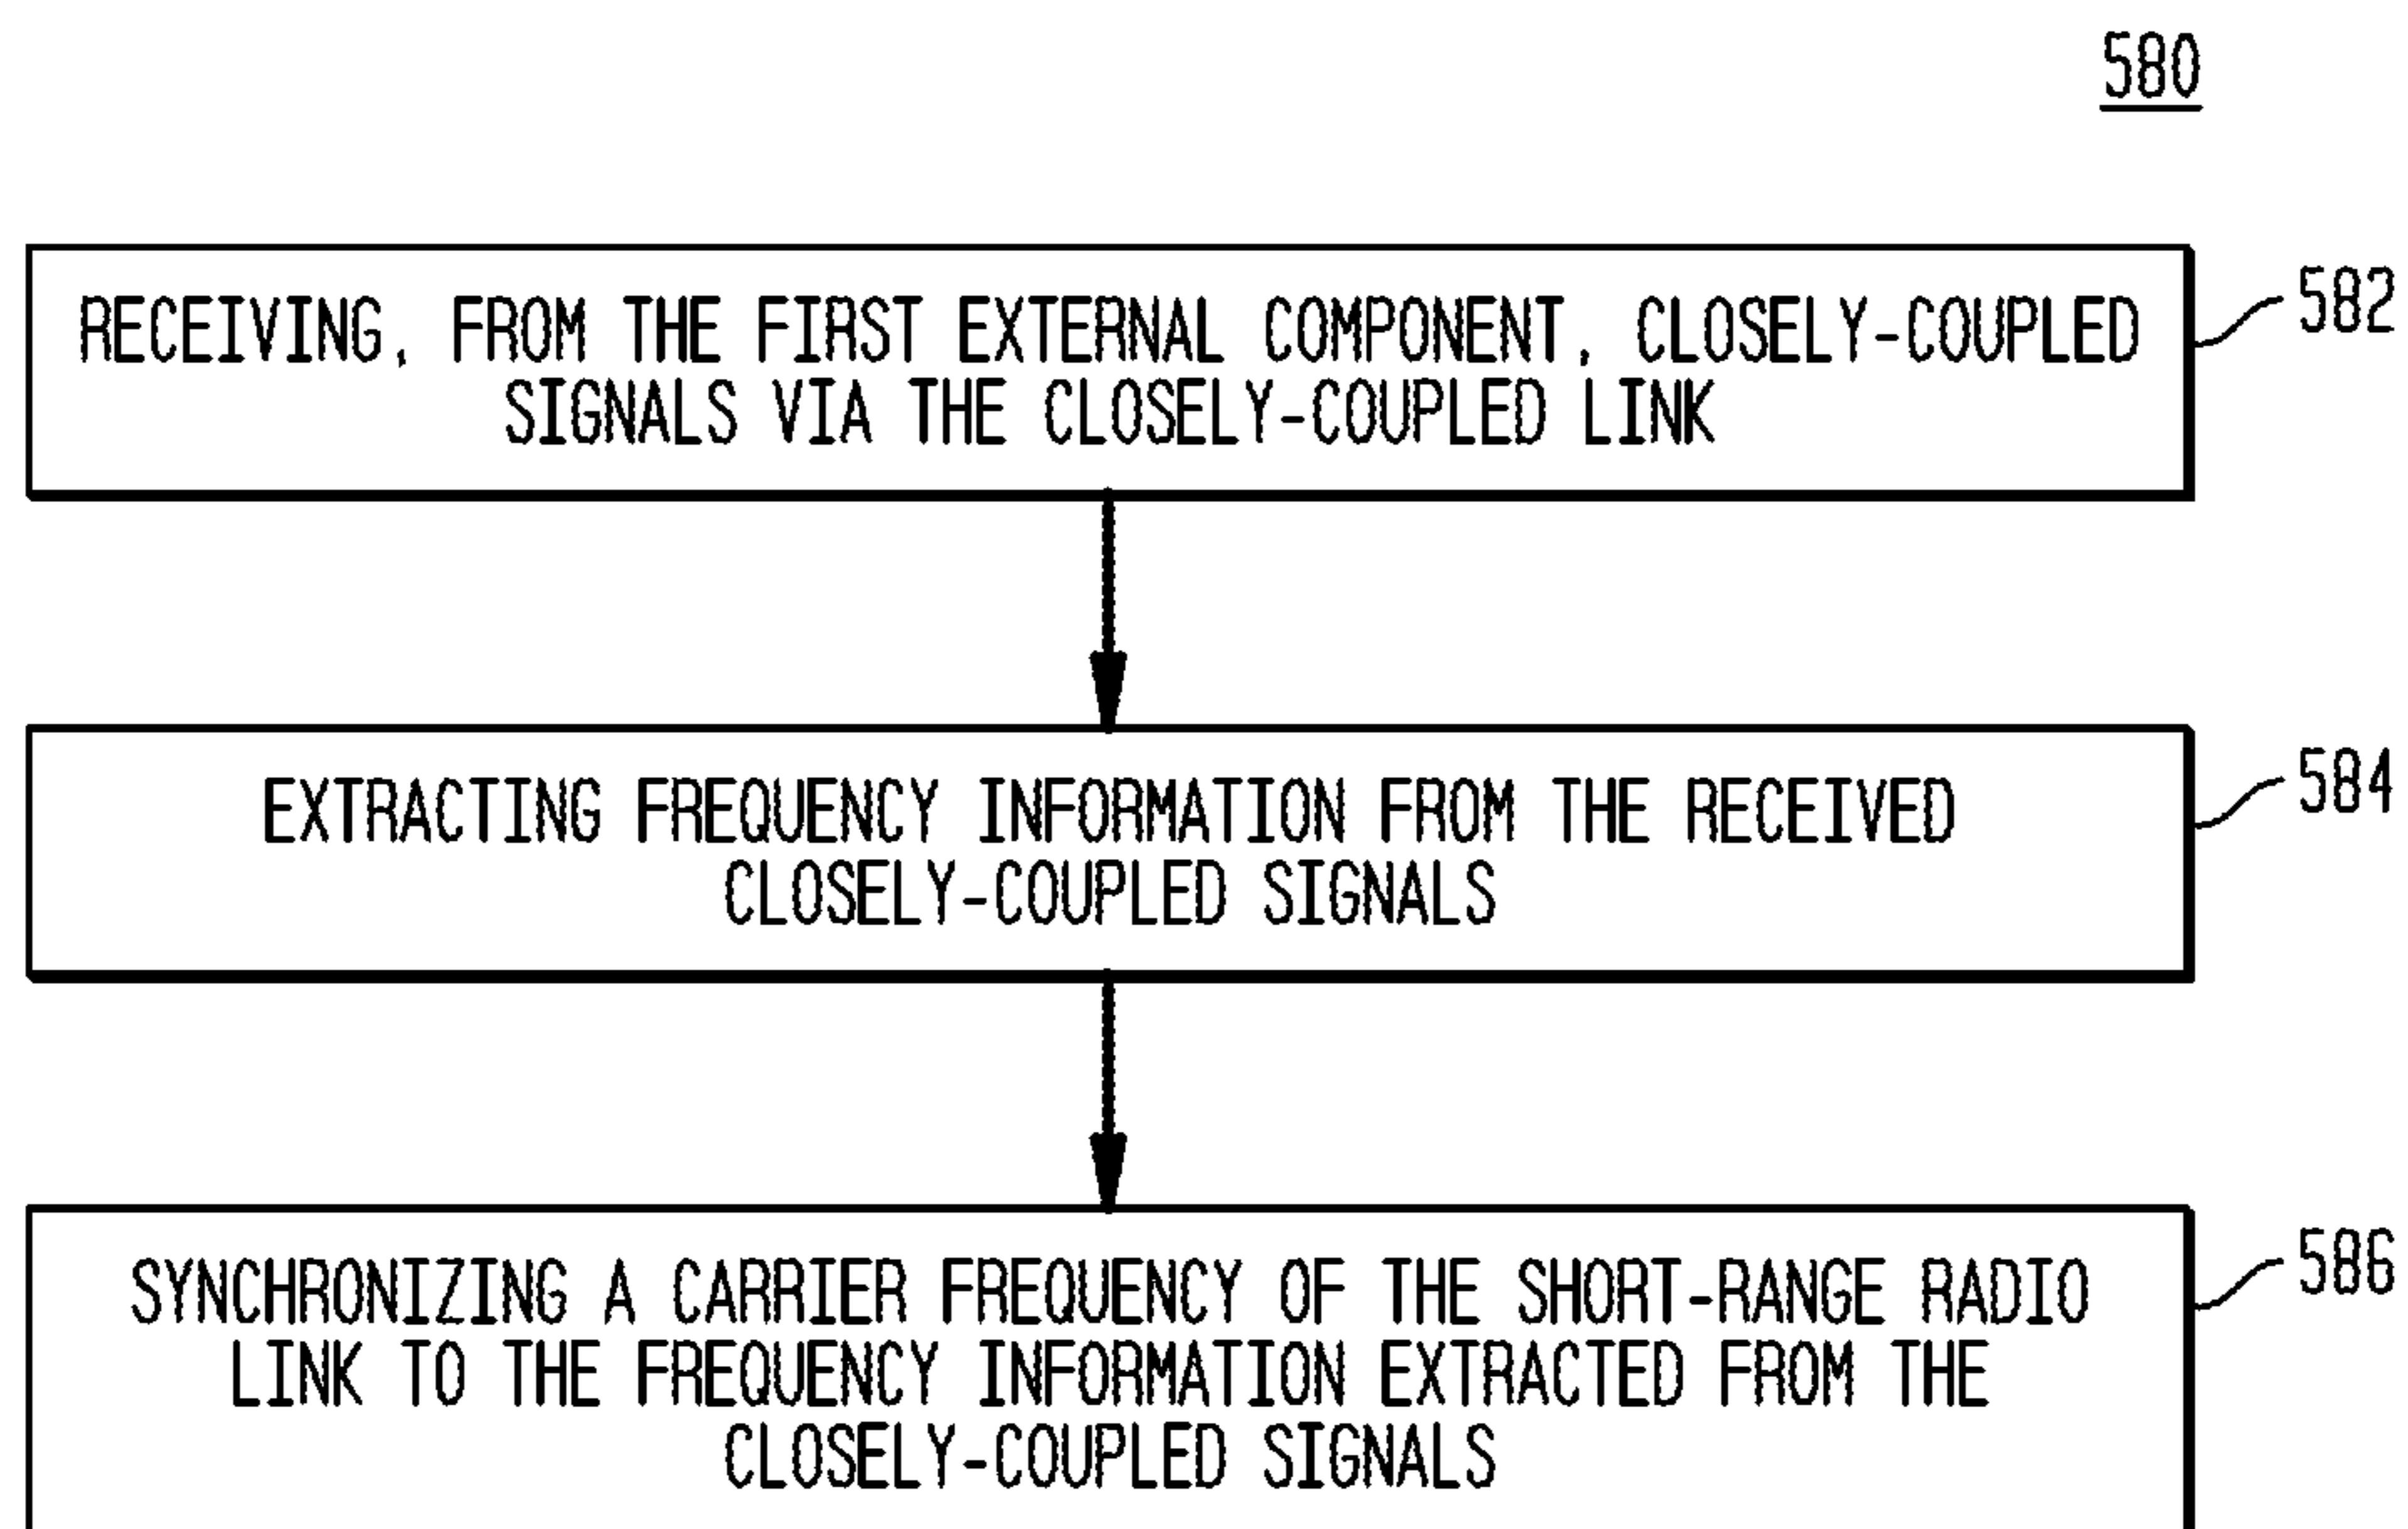 580
RECEIVING, FROM THE FIRST EXTERNAL COMPONENT, CLOSELY-COUPLED
SIGNALS VIA THE CLOSELY-COUPLED LINK
582
EXTRACTING FREQUENCY INFORMATION FROM THE RECEIVED
CLOSELY-COUPLED SIGNALS
584
SYNCHRONIZING A CARRIER FREQUENCY OF THE SHORT-RANGE RADIO
LINK TO THE FREQUENCY INFORMATION EXTRACTED FROM THE
CLOSELY-COUPLED SIGNALS
586